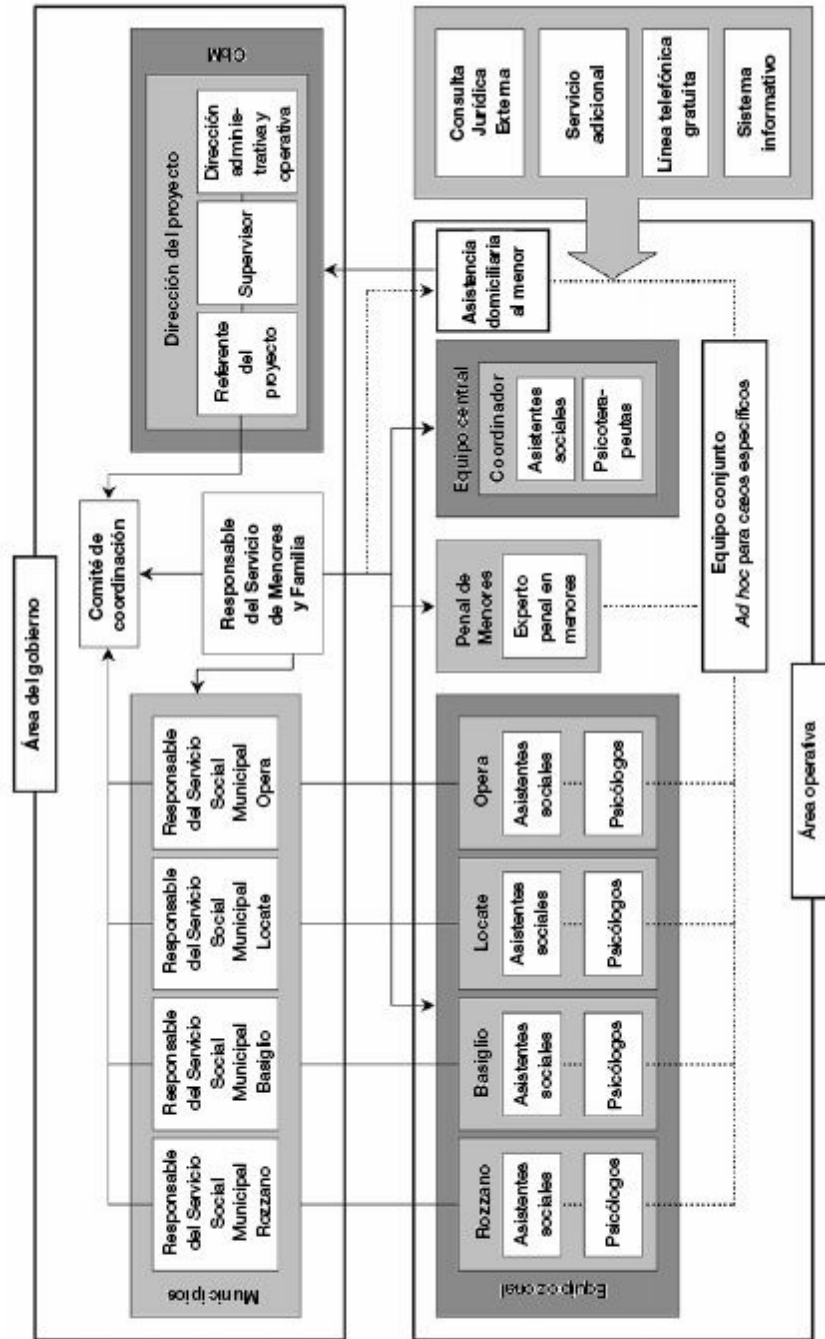 Área del gobierno
Comité de
coordinación
Municipios
Responsable
del Servicio
Social
Municipal
Rozzano
Responsable
del Servicio
Social
Municipal
Basiglio
Responsable
del Servicio
Social
Municipal
Locate
Responsable
del Servicio
Social
Municipal
Opera
Responsable
del Servicio
de Menores
y Familia
CbM
Dirección del proyecto
Referente
del
proyecto
Supervisor
Dirección
adminis-
trativa y
operativa
Equipo zonal
Rozzano
Asistentes
sociales
Psicólogos
Basiglio
Asistentes
sociales
Psicólogos
Locate
Asistentes
sociales
Psicólogos
Opera
Asistentes
sociales
Psicólogos
Penal de
Menores
Experto
penal en
menores
Equipo central
Coordinador
Asistentes
sociales
Psicotera-
peutas
Asistencia
domiciliaria
al menor
Consulta
Jurídica
Externa
Servicio
adicional
Línea telefónica
gratuita
Sistema
informativo
Equipo conjunto
Ad hoc para casos específicos
Área operativa